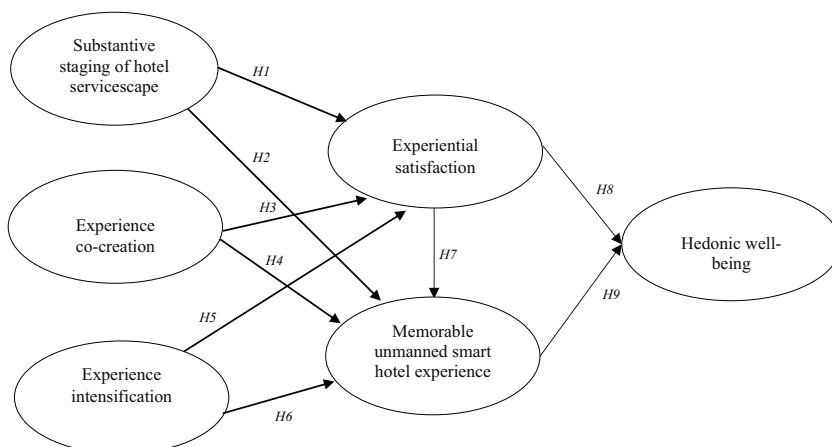 Substantive
staging of hotel
servicescape
H1
Experiential
satisfaction
H2
H8
Experience
co-creation
H3
Hedonic well-
being
H4
H7
H9
H5
Memorable
unmanned smart
hotel experience
Experience
intensification
H6